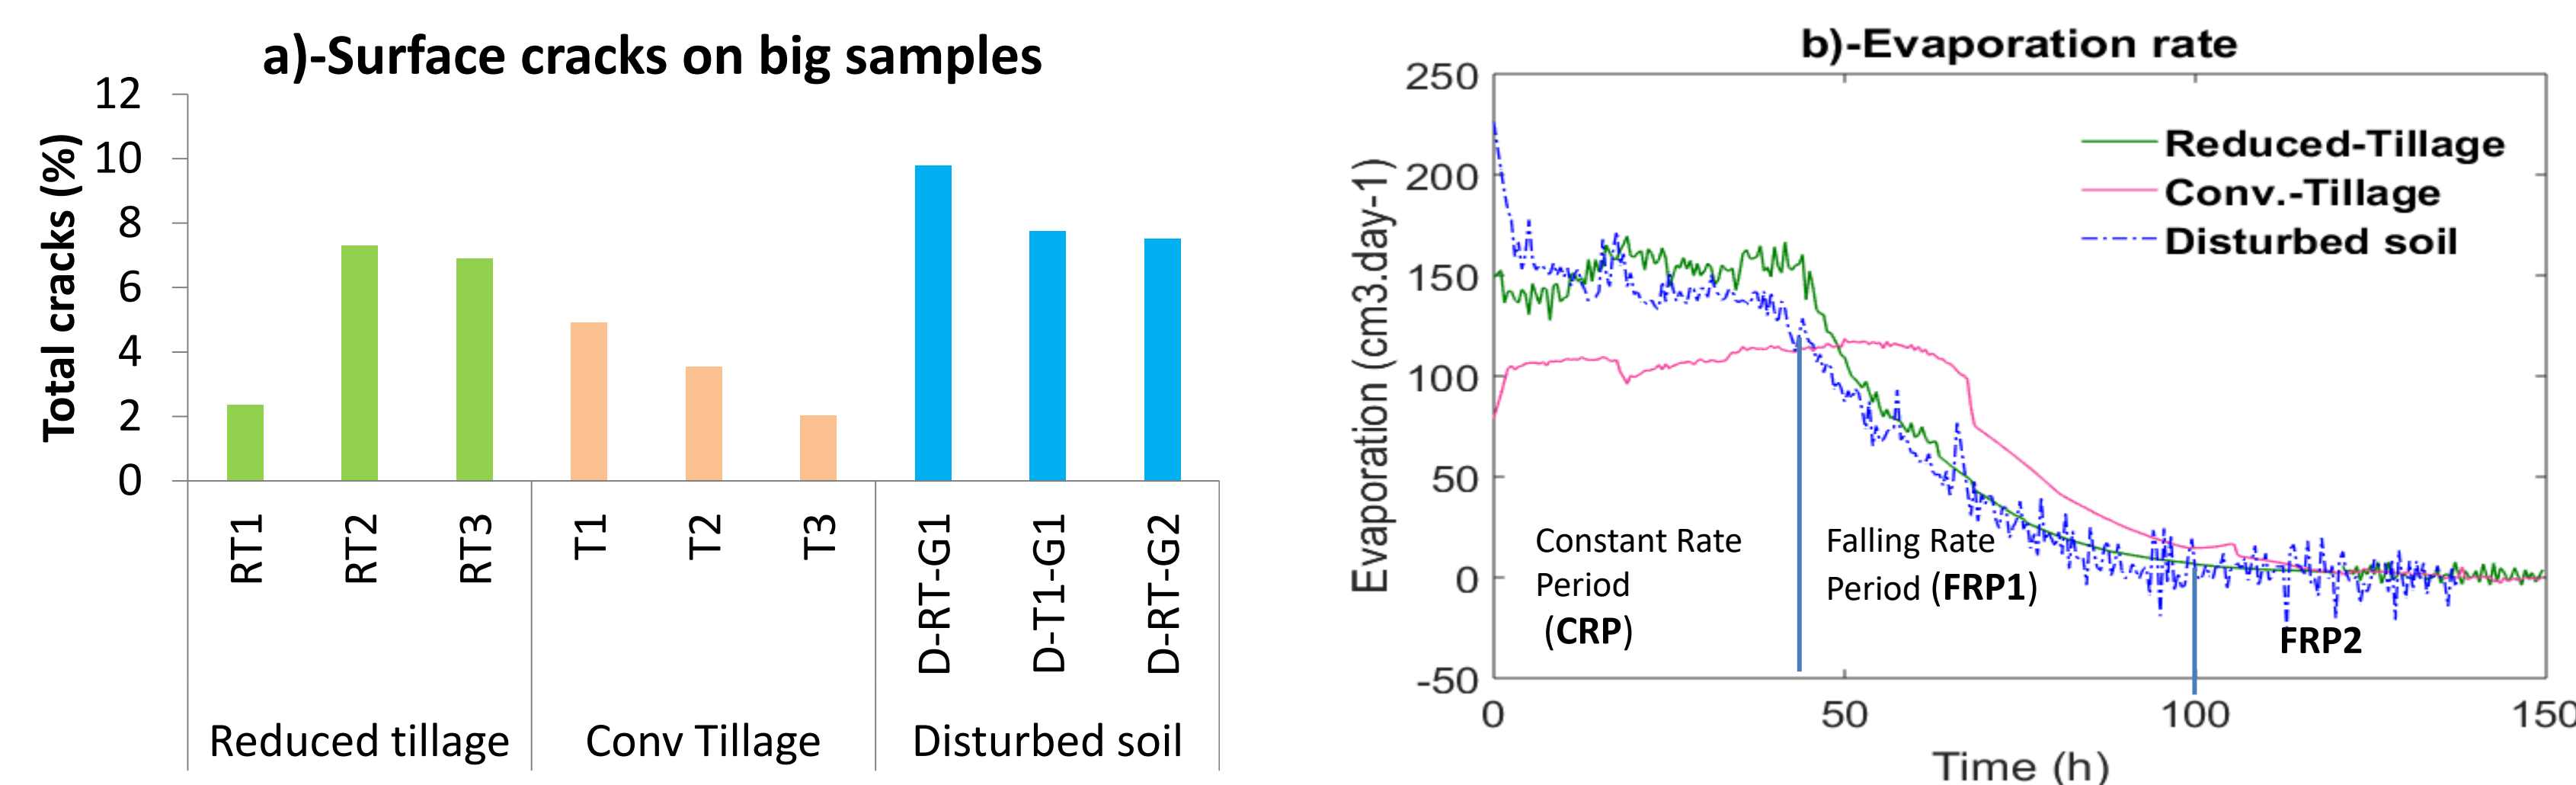 a)-Surface cracks on big samples
Total cracks (%)
12
10
8
6
4
2
0
RT1
RT2
RT3
T1
T2
T3
D-RT-G1
D-T1-G1
D-RT-G2
Reduced tillage
Conv Tillage
Disturbed soil
b)-Evaporation rate
Evaporation (cm3.day-1)
250
200
150
100
50
0
-50
Reduced-Tillage
Conv.-Tillage
Disturbed soil
Constant Rate
Period
(CRP)
Falling Rate
Period (FRP1)
FRP2
0
50
100
150
Time (h)